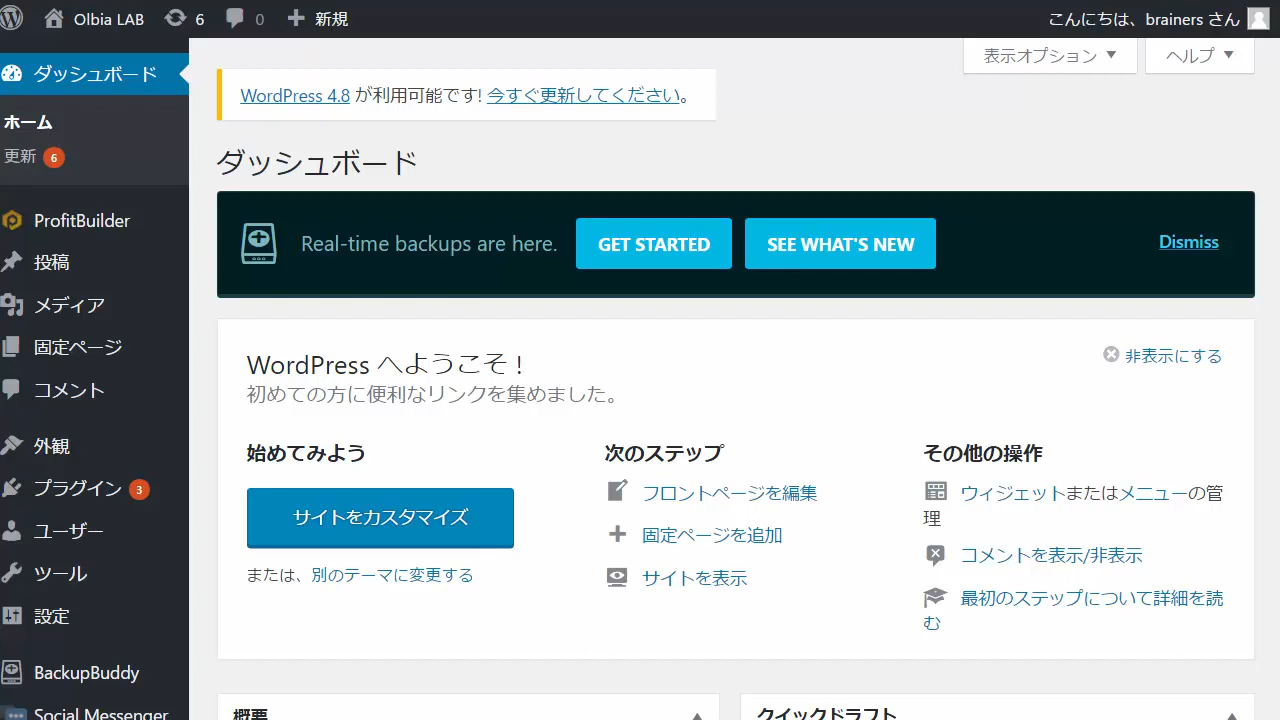 Olbia LAB 6 0 新規 こんにちは、brainers さん
ダッシュボード
ホーム
更新 6
ProfitBuilder
投稿
メディア
固定ページ
コメント
外観
プラグイン 3
ユーザー
ツール
設定
BackupBuddy
Social Messenger
表示オプション ▼ ヘルプ ▼
WordPress 4.8 が利用可能です! 今すぐ更新してください。
ダッシュボード
Real-time backups are here. GET STARTED SEE WHAT'S NEW Dismiss
WordPress へようこそ !
非表示にする
初めての方に便利なリンクを集めました。
始めてみよう
サイトをカスタマイズ
または、別のテーマに変更する
次のステップ
フロントページを編集
固定ページを追加
サイトを表示
その他の操作
ウィジェットまたはメニューの管
理
コメントを表示/非表示
最初のステップについて詳細を読
む
概要
クイックドラフト